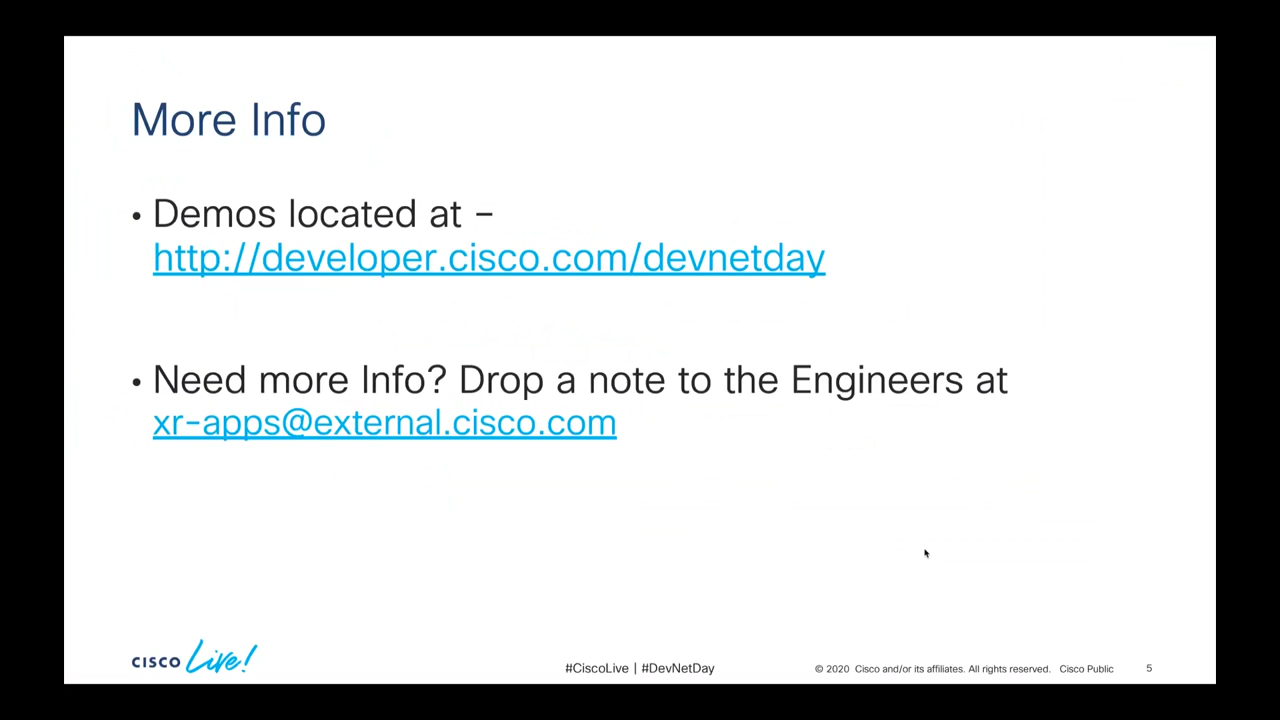 More Info
• Demos located at –
http://developer.cisco.com/devnetday
• Need more Info? Drop a note to the Engineers at
xr-apps@external.cisco.com
CISCO Live!
#CiscoLive | #DevNetDay
© 2020 Cisco and/or its affiliates. All rights reserved. Cisco Public
5